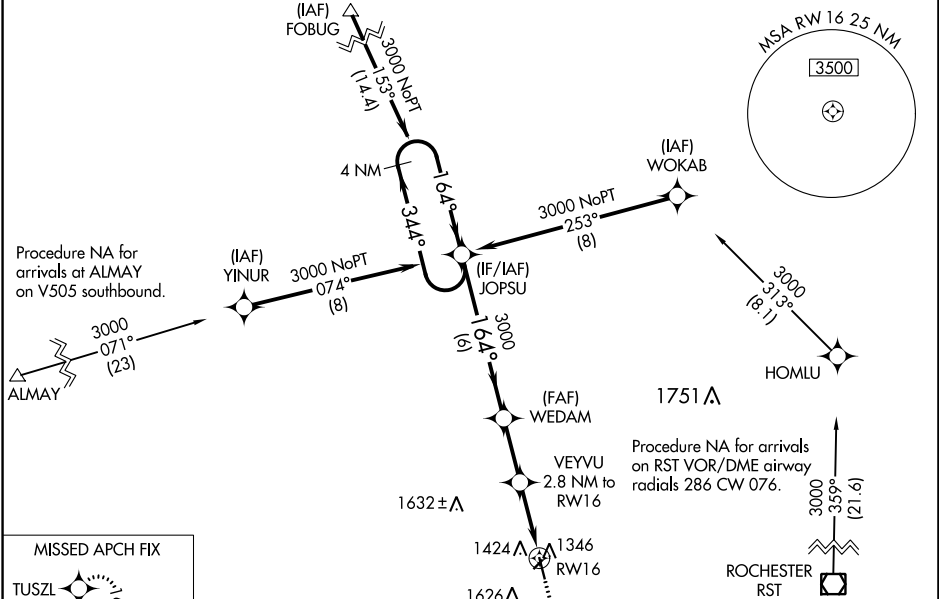 (IAF)
FOBUG
3000 NoPT
153°
(14.4)
MSA RW 16 25 NM
3500
4 NM
164°
344°
(IAF)
WOKAB
3000 NoPT
253°
(8)
Procedure NA for
arrivals at ALMAY
on V505 southbound.
(IAF)
YINUR
3000 NoPT
074°
(8)
(IF/IAF)
JOPSU
3000
071°
(23)
ALMAY
3000
164°
(6)
3000
313°
(8.1)
HOMLU
1751
(FAF)
WEDAM
Procedure NA for arrivals
on RST VOR/DME airway
radials 286 CW 076.
VEYVU
2.8 NM to
RW16
1632±
3000
359°
(21.6)
MISSED APCH FIX
TUSZL
1424
1346
RW16
1626
ROCHESTER
RST